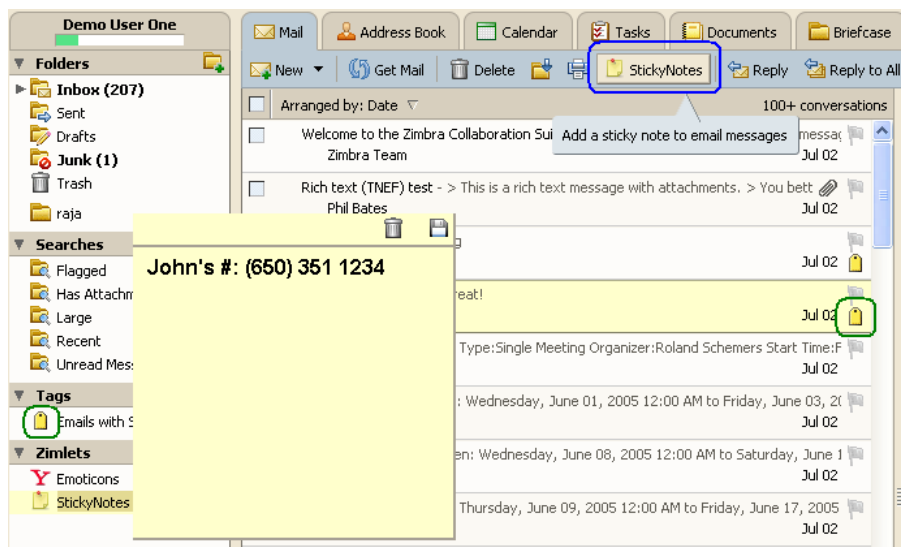 Demo User One
Mail
Address Book
Calendar
Tasks
Documents
Briefcase
Folders
New
Get Mail
Delete
StickyNotes
Reply
Reply to All
Inbox (207)
Arranged by: Date
100+ conversations
Sent
Drafts
Junk (1)
Trash
raja
Welcome to the Zimbra Collaboration Sui
Add a sticky note to email messages
Zimbra Team
Jul 02
Rich text (TNEF) test - > This is a rich text message with attachments. > You bett
Phil Bates
Jul 02
Searches
Flagged
Has Attachm
Large
Recent
Unread Mes
John's #: (650) 351 1234
Jul 02
reat!
Jul 02
Type:Single Meeting Organizer:Roland Schemers Start Time:F
Jul 02
Tags
Emails with S
: Wednesday, June 01, 2005 12:00 AM to Friday, June 03, 20
Jul 02
Zimlets
Emoticons
StickyNotes
en: Wednesday, June 08, 2005 12:00 AM to Saturday, June 1
Jul 02
Thursday, June 09, 2005 12:00 AM to Friday, June 17, 2005
Jul 02